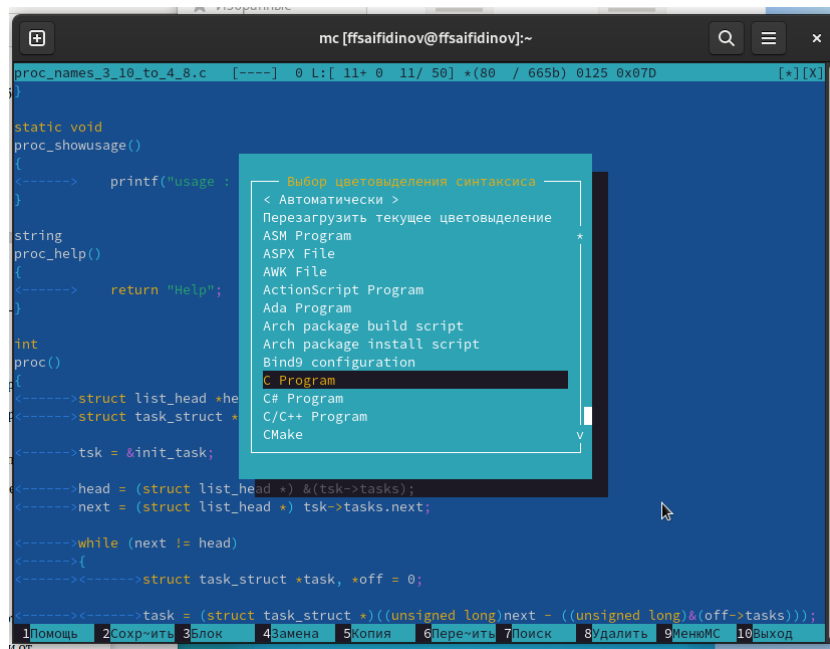 Избранные
mc [ffsaifidinov@ffsaifidinov]:~
proc_names_3_10_to_4_8.c [----] 0 L:[ 11+ 0 11/ 50] *(80 / 665b) 0125 0x07D [*][X]
}
static void
proc_showusage()
{
<------> printf("usage :
}
string
proc_help()
{
<------> return "Help";
}
int
proc()
{
<------>struct list_head *he
<------>struct task_struct *
<------>tsk = &init_task;
<------>head = (struct list_head *) &(tsk->tasks);
<------>next = (struct list_head *) tsk->tasks.next;
<------>while (next != head)
<------>{
<------><------>struct task_struct *task, *off = 0;
<------><------>task = (struct task_struct *)((unsigned long)next - ((unsigned long)&(off->tasks)));
Выбор цветовыделения синтаксиса
< Автоматически >
Перезагрузить текущее цветовыделение
ASM Program
ASPX File
AWK File
ActionScript Program
Ada Program
Arch package build script
Arch package install script
Bind9 configuration
C Program
C# Program
C/C++ Program
CMake
1Помощь 2Сохр~ить 3Блок 4Замена 5Копия 6Пере~ить 7Поиск 8Удалить 9МенюMC 10Выход